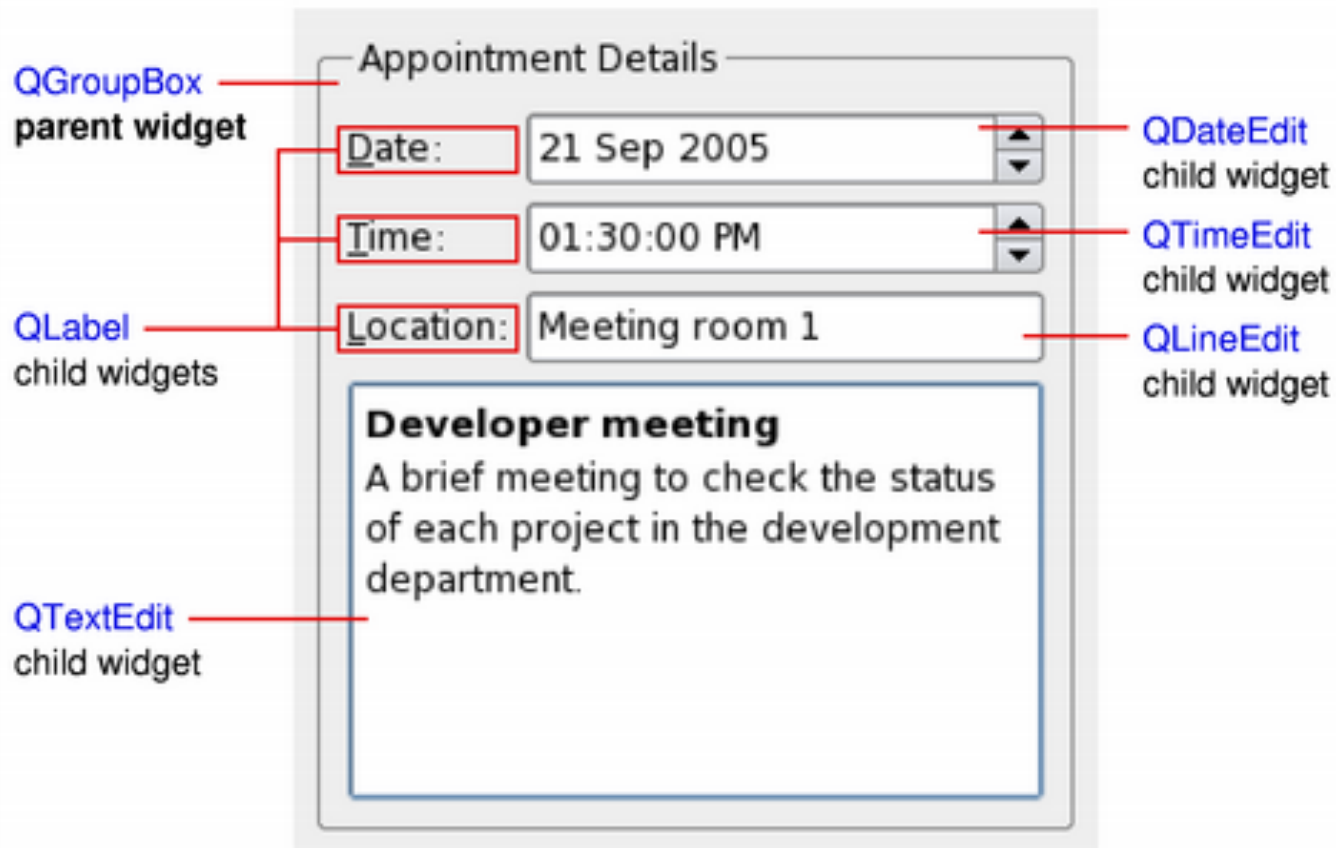 Appointment Details
QGroupBox
parent widget
Date:
21 Sep 2005
QDateEdit
child widget
Time:
01:30:00 PM
QTimeEdit
child widget
QLabel
child widgets
Location:
Meeting room 1
QLineEdit
child widget
Developer meeting
A brief meeting to check the status
of each project in the development
department.
QTextEdit
child widget